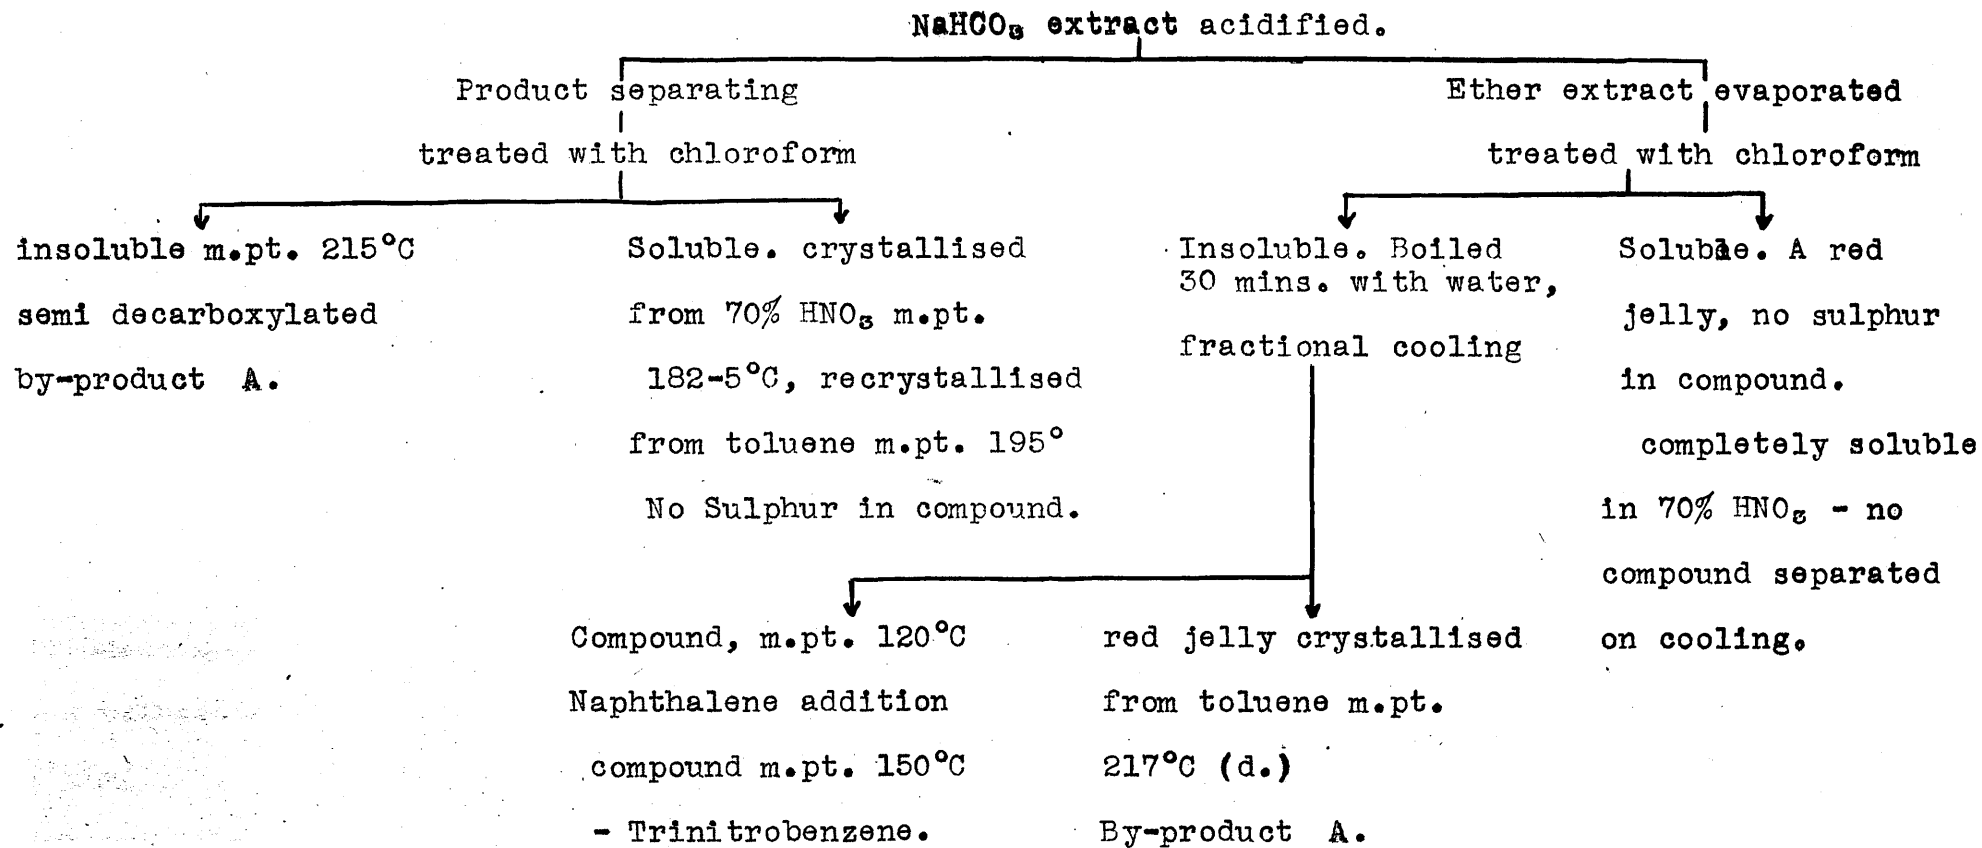 NaHCO₃ extract acidified.
Product separating
treated with chloroform
Ether extract evaporated
treated with chloroform
insoluble m.pt. 215°C
semi decarboxylated
by-product A.
Soluble. crystallised
from 70% HNO₃ m.pt.
182-5°C, recrystallised
from toluene m.pt. 195°
No Sulphur in compound.
Insoluble. Boiled
30 mins. with water,
fractional cooling
Soluble. A red
jelly, no sulphur
in compound.
completely soluble
in 70% HNO₃ - no
compound separated
on cooling.
Compound, m.pt. 120°C
Naphthalene addition
compound m.pt. 150°C
- Trinitrobenzene.
red jelly crystallised
from toluene m.pt.
217°C (d.)
By-product A.